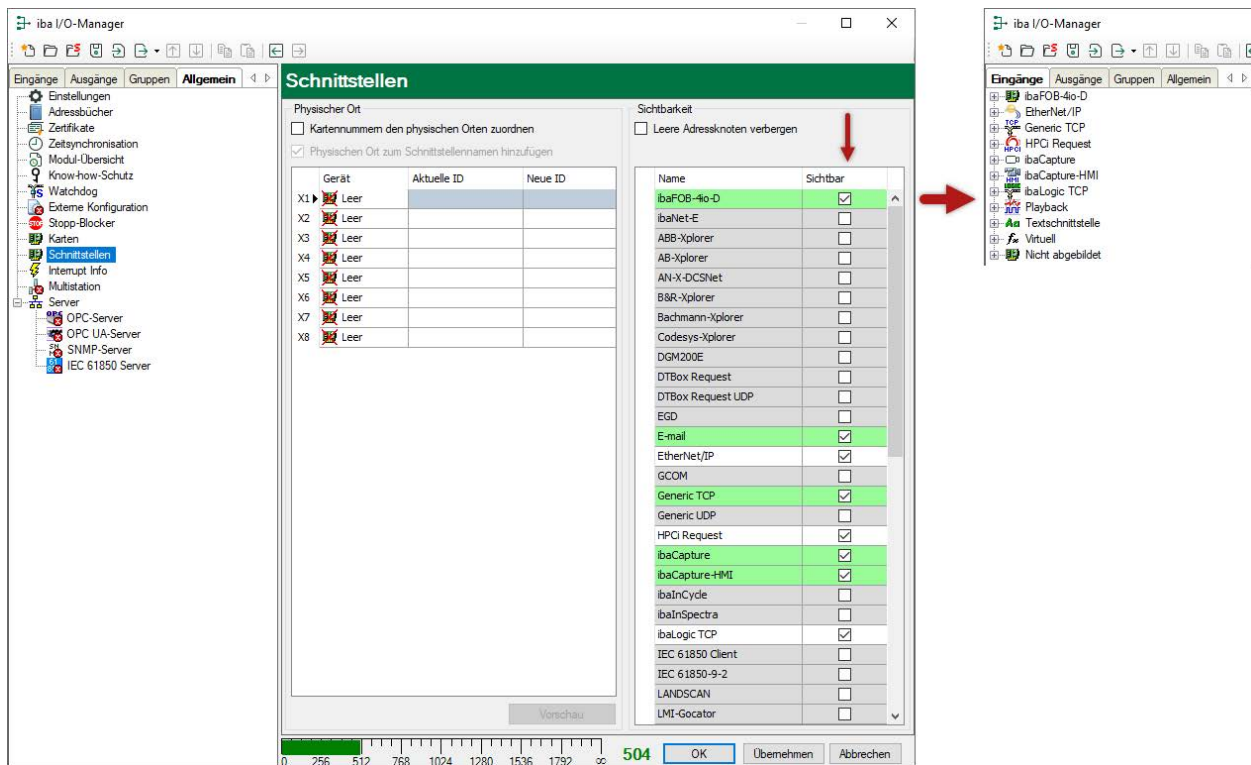 iba I/O-Manager
Eingänge Ausgänge Gruppen Allgemein
Einstellungen
Adressbücher
Zertifikate
Zeitsynchronisation
Modul-Übersicht
Know-how-Schutz
Watchdog
Externe Konfiguration
Stopp-Blocker
Karten
Schnittstellen
Interrupt Info
Multistation
Server
OPC-Server
OPC UA-Server
SNMP-Server
IEC 61850 Server
Schnittstellen
Physischer Ort
Kartennummern den physischen Orten zuordnen
Physischen Ort zum Schnittstellennamen hinzufügen
Gerät Aktuelle ID Neue ID
X1 Leer
X2 Leer
X3 Leer
X4 Leer
X5 Leer
X6 Leer
X7 Leer
X8 Leer
Vorschau
Sichtbarkeit
Leere Adressknoten verbergen
Name Sichtbar
ibaFOB-4io-D
ibaNet-E
ABB-Xplorer
AB-Xplorer
AN-X-DCSNet
B&R-Xplorer
Bachmann-Xplorer
Codesys-Xplorer
DGM200E
DTBox Request
DTBox Request UDP
EGD
E-mail
EtherNet/IP
GCOM
Generic TCP
Generic UDP
HPCi Request
ibaCapture
ibaCapture-HMI
ibaInCycle
ibaInSpectra
ibaLogic TCP
IEC 61850 Client
IEC 61850-9-2
LANDSCAN
LMI-Gocator
0 256 512 768 1024 1280 1536 1792 ∞
504 OK Übernehmen Abbrechen
iba I/O-Manager
Eingänge Ausgänge Gruppen Allgemein
ibaFOB-4io-D
EtherNet/IP
Generic TCP
HPCi Request
ibaCapture
ibaCapture-HMI
ibaLogic TCP
Playback
Textschnittstelle
Virtuell
Nicht abgebildet